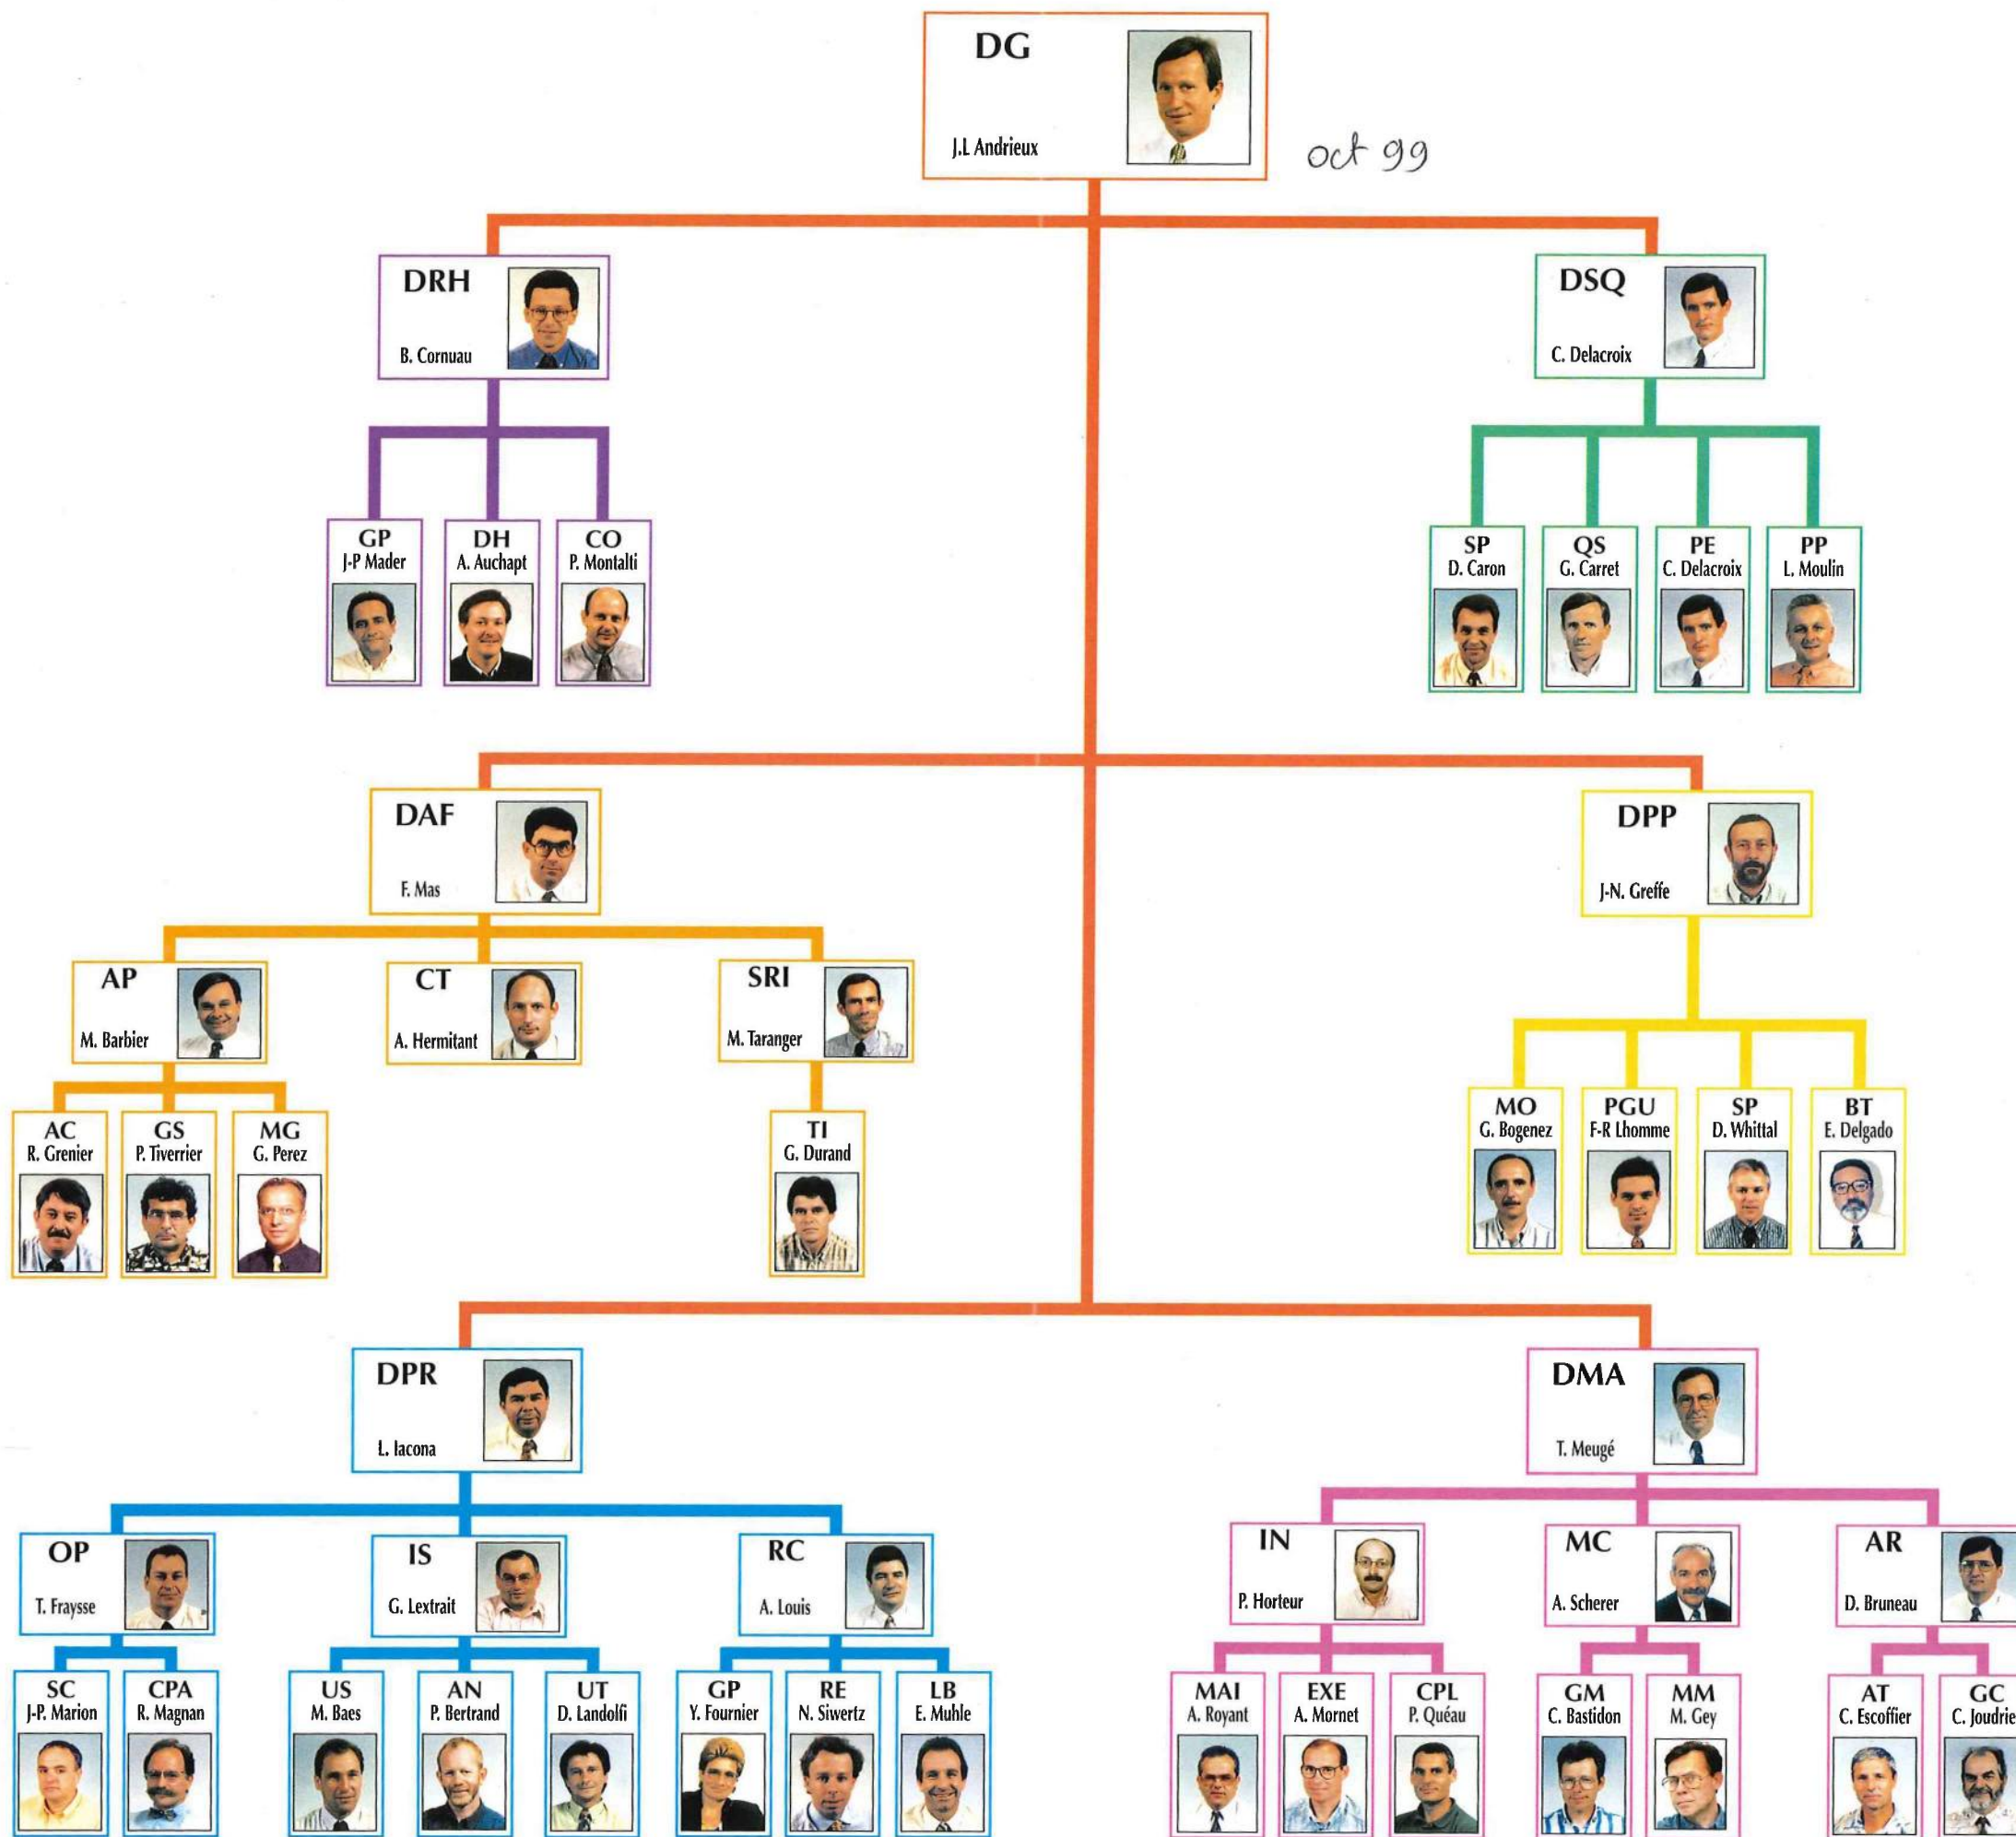 DG
J.L Andrieux
oct 99
DRH
B. Cornuau
DSQ
C. Delacroix
GP
J-P Mader
DH
A. Auchapt
CO
P. Montalti
SP
D. Caron
QS
G. Carret
PE
C. Delacroix
PP
L. Moulin
DAF
F. Mas
DPP
J-N. Greffe
AP
M. Barbier
CT
A. Hermitant
SRI
M. Taranger
AC
R. Grenier
GS
P. Tiverrier
MG
G. Perez
TI
G. Durand
MO
G. Bogenez
PGU
F-R Lhomme
SP
D. Whittal
BT
E. Delgado
DPR
L. Iacona
DMA
T. Meugé
OP
T. Fraysse
IS
G. Lextrait
RC
A. Louis
IN
P. Horteur
MC
A. Scherer
AR
D. Bruneau
SC
J-P. Marion
CPA
R. Magnan
US
M. Baes
AN
P. Bertrand
UT
D. Landolfi
GP
Y. Fournier
RE
N. Siwertz
LB
E. Muhle
MAI
A. Royant
EXE
A. Mornet
CPL
P. Quéau
GM
C. Bastidon
MM
M. Gey
AT
C. Escoffier
GC
C. Joudrie